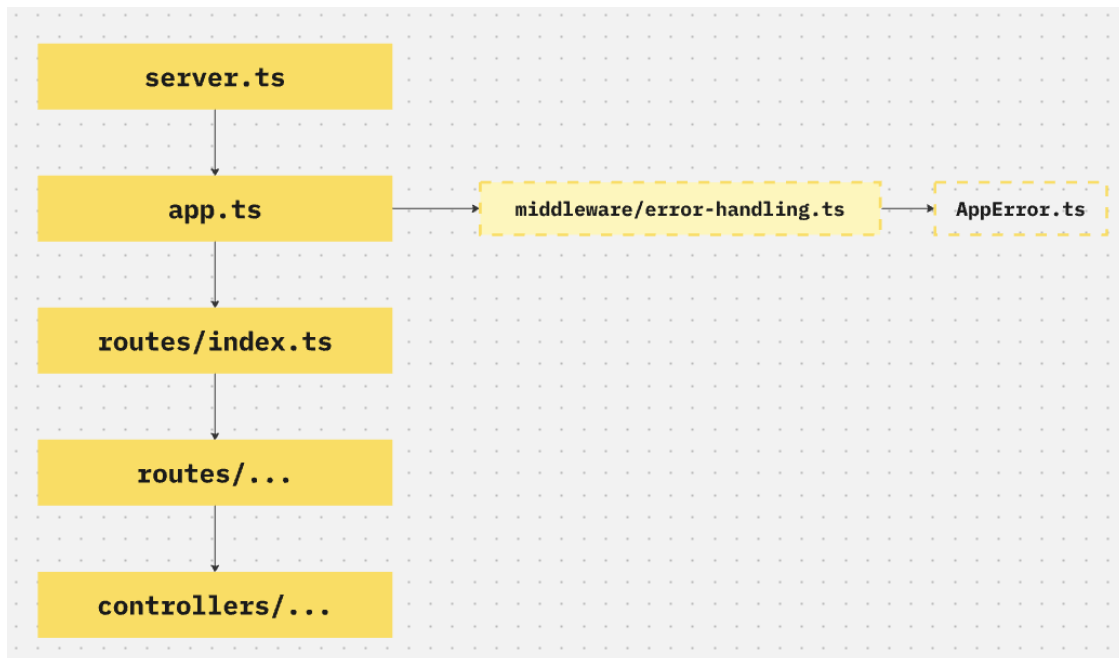 server.ts
app.ts
middleware/error-handling.ts
AppError.ts
routes/index.ts
routes/...
controllers/...